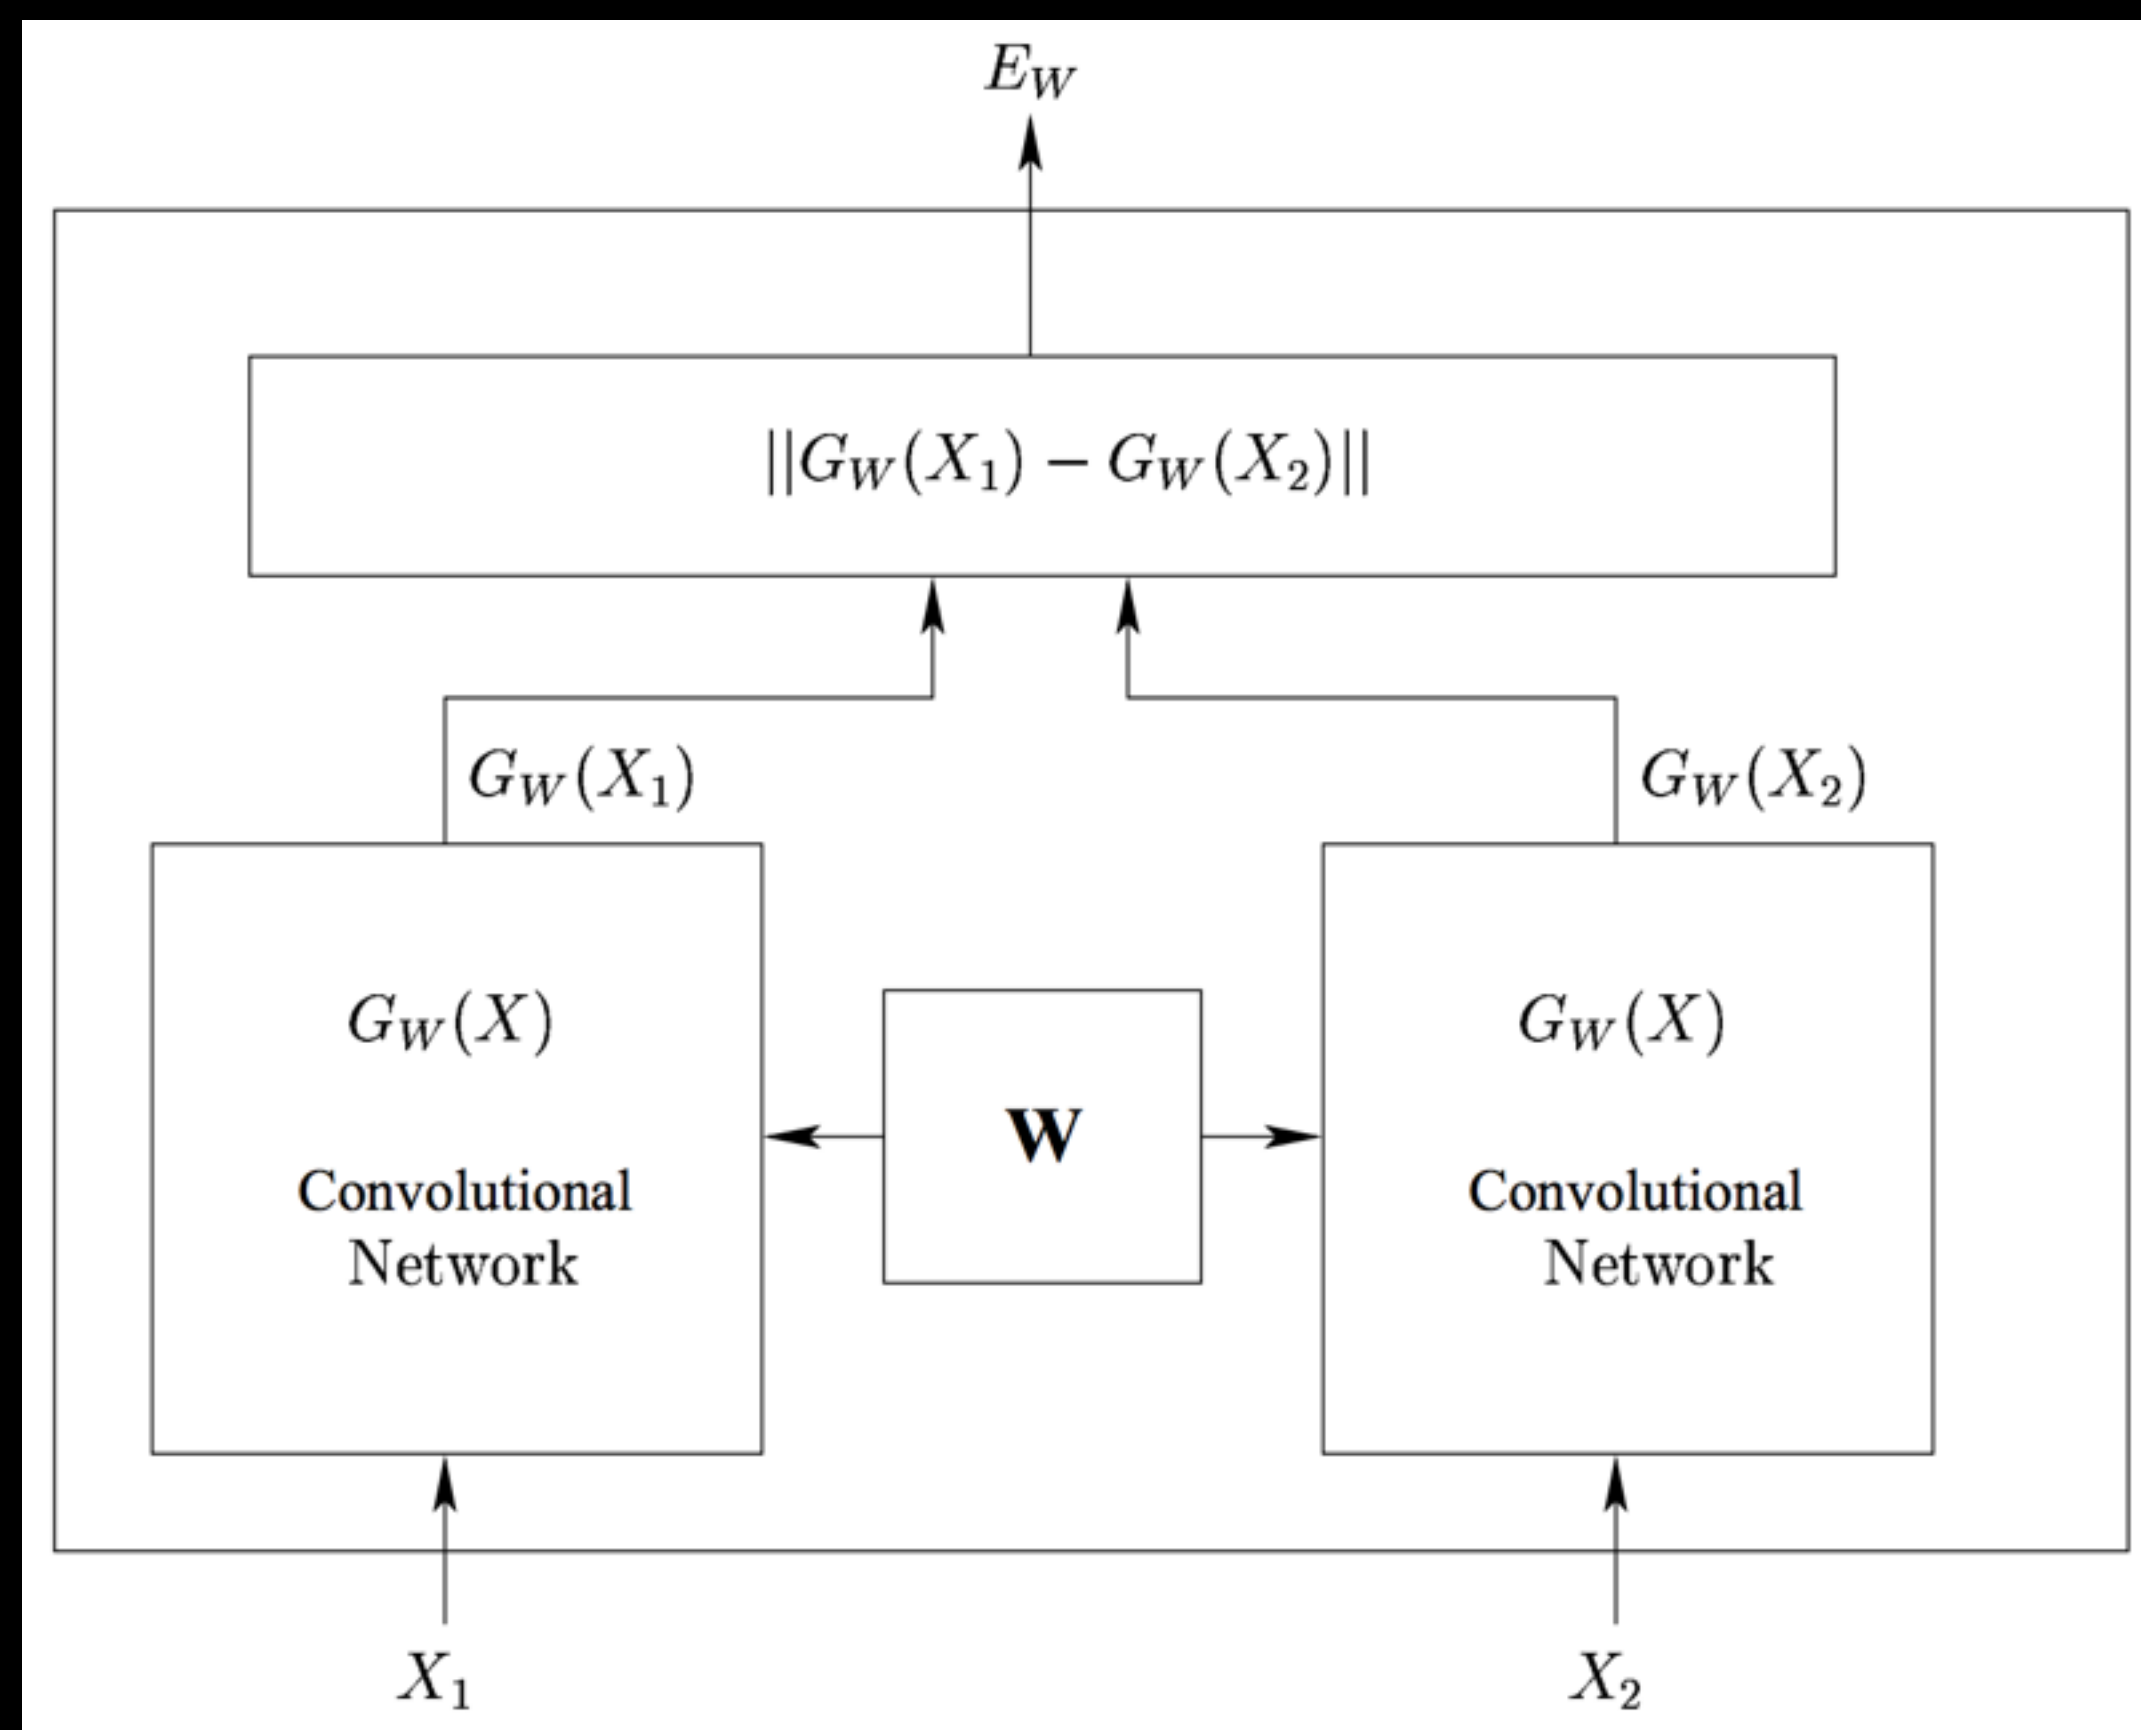 E_W
||G_W(X_1) − G_W(X_2)||
G_W(X_1)
G_W(X_2)
G_W(X)
Convolutional
Network
W
G_W(X)
Convolutional
Network
X_1
X_2